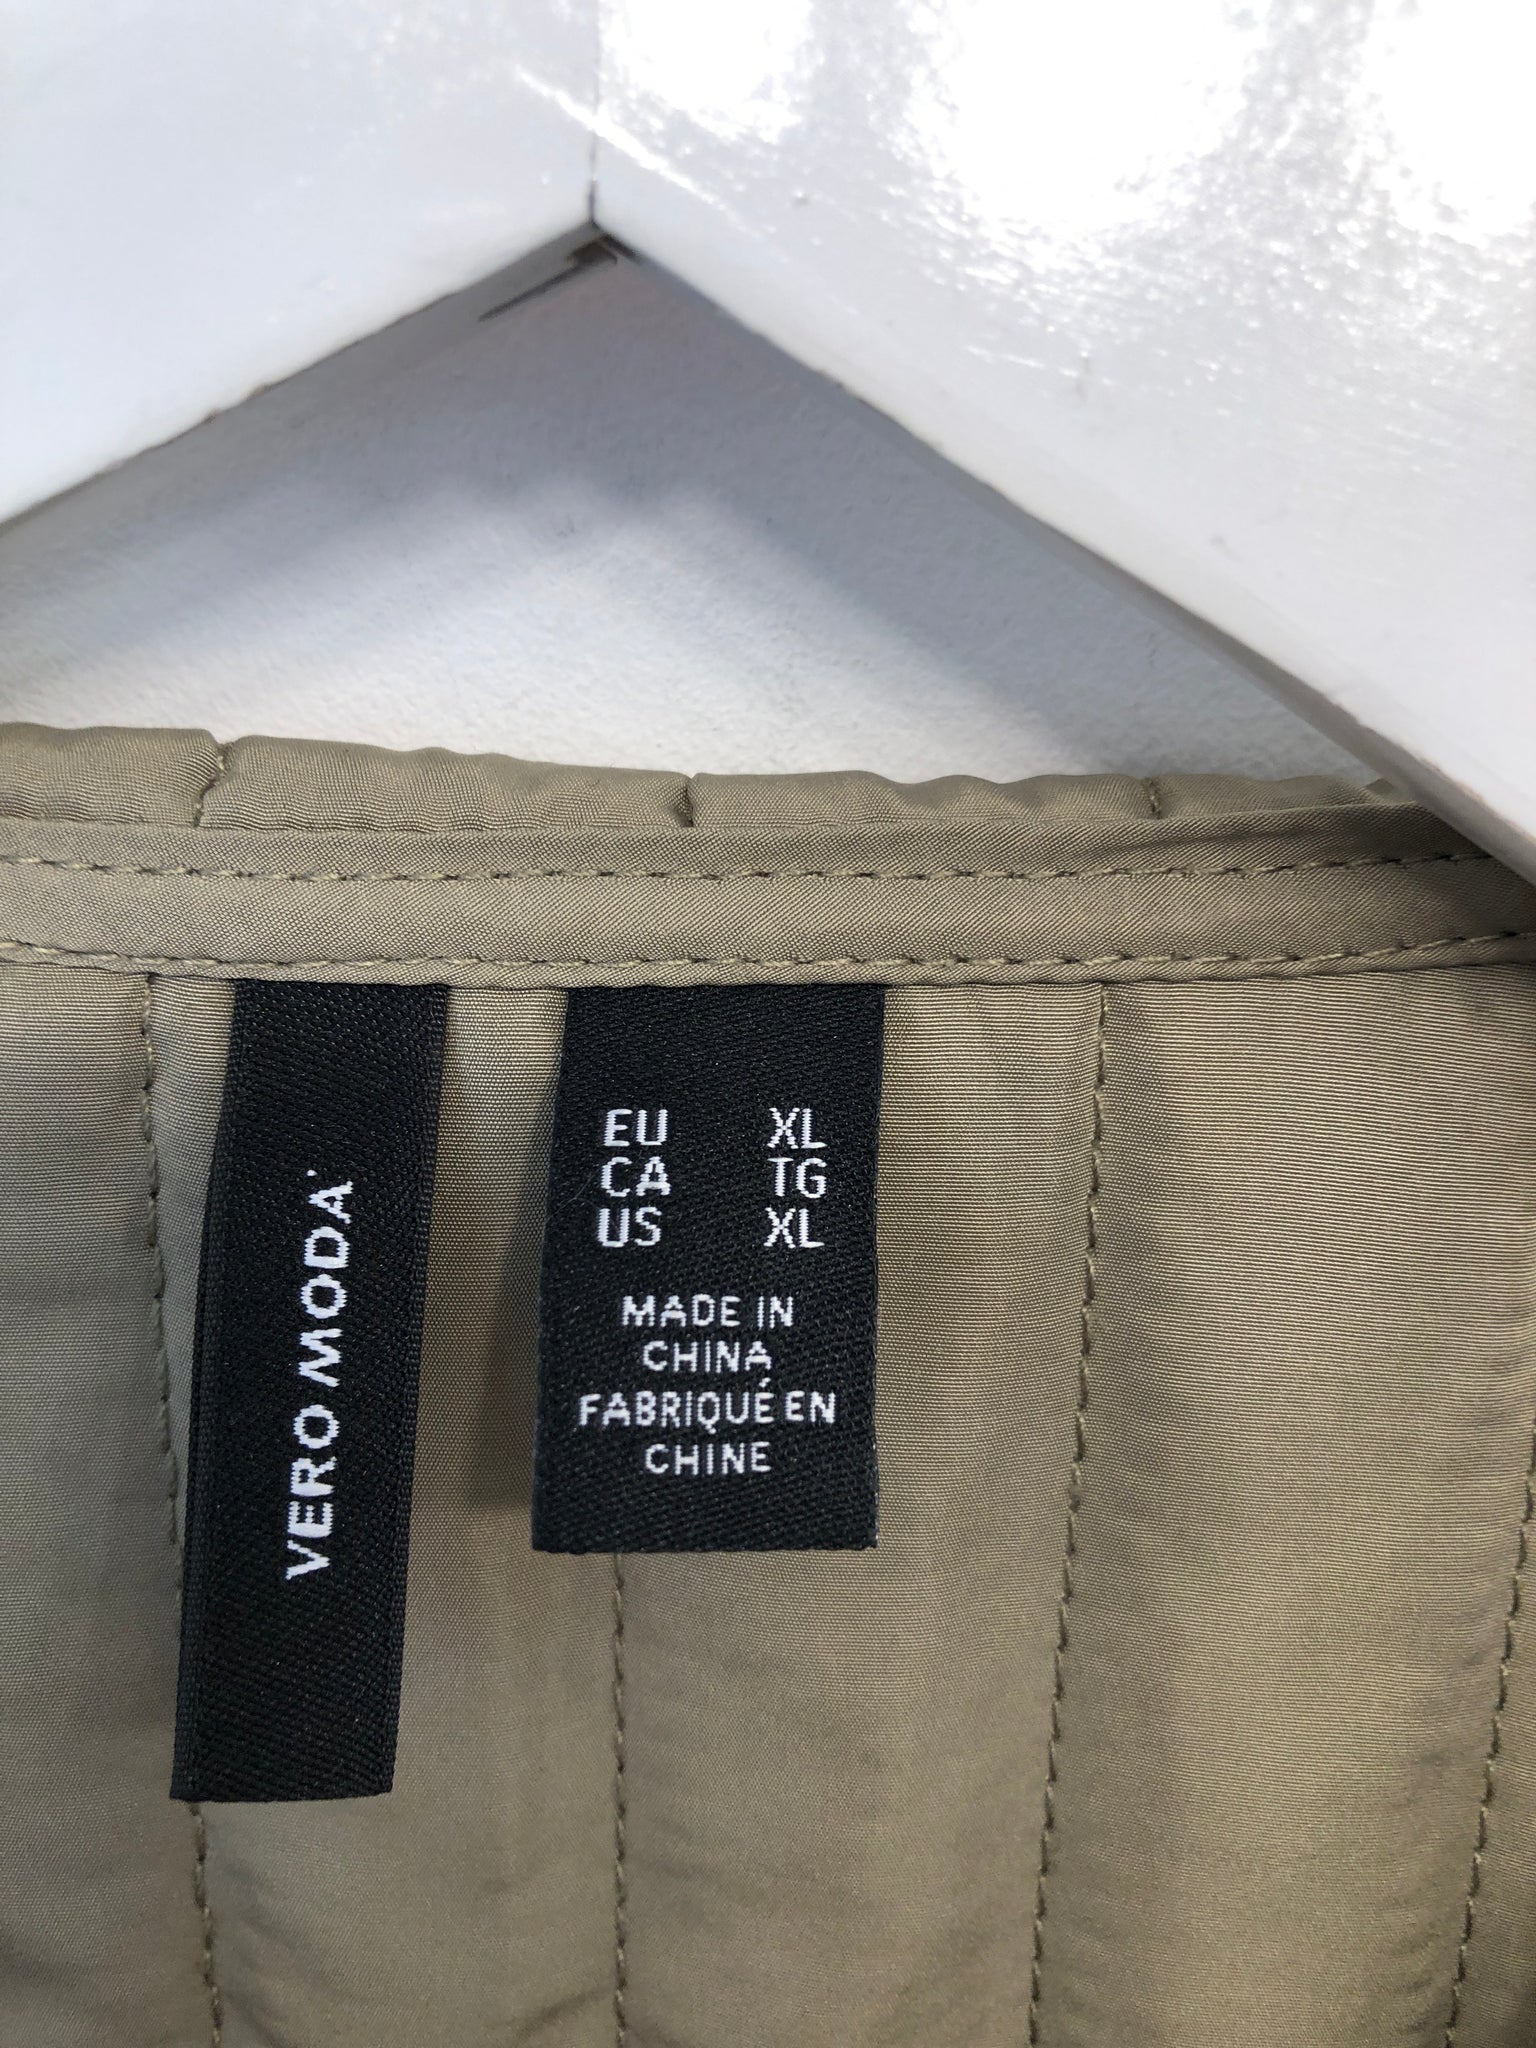 VERO MODA
EU XL
CA TG
US XL
MADE IN
CHINA
FABRIQUÉ EN
CHINE